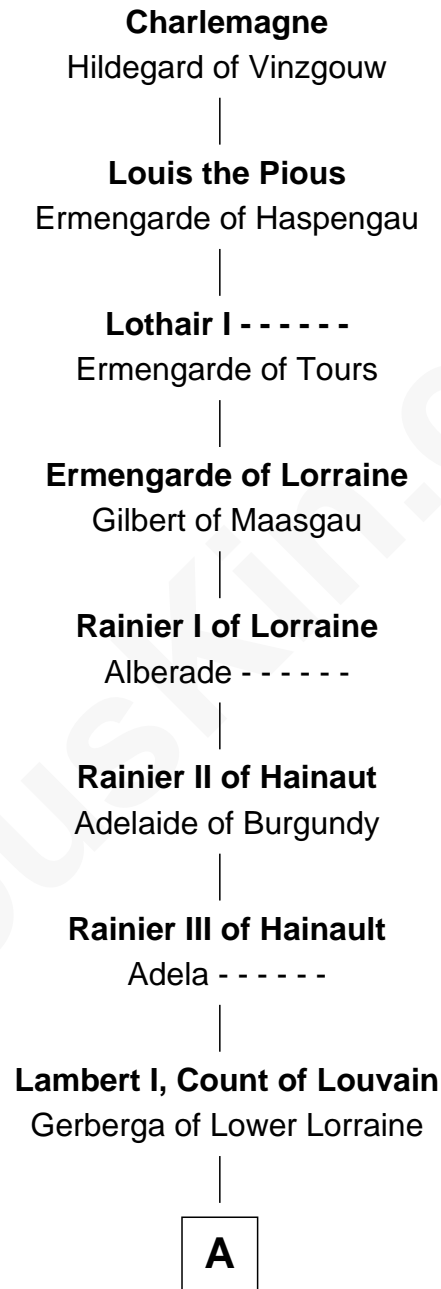 Charlemagne
Hildegard of Vinzgouw
Louis the Pious
Ermengarde of Haspengau
Lothair I - - - - - -
Ermengarde of Tours
Ermengarde of Lorraine
Gilbert of Maasgau
Rainier I of Lorraine
Alberade - - - - - -
Rainier II of Hainaut
Adelaide of Burgundy
Rainier III of Hainault
Adela - - - - - -
Lambert I, Count of Louvain
Gerberga of Lower Lorraine
A